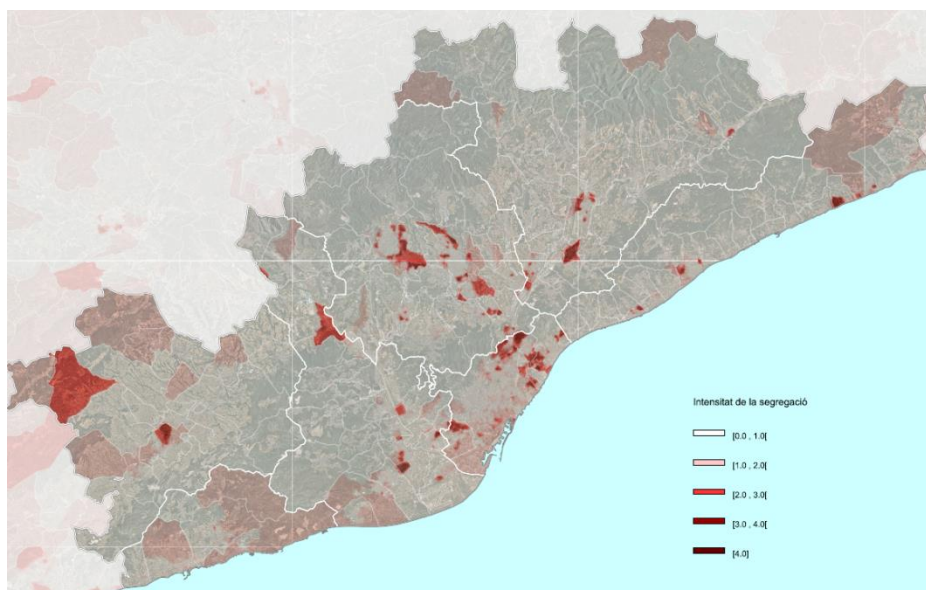 Intensitat de la segregació
[0.0 , 1.0[
[1.0 , 2.0[
[2.0 , 3.0[
[3.0 , 4.0[
[4.0]